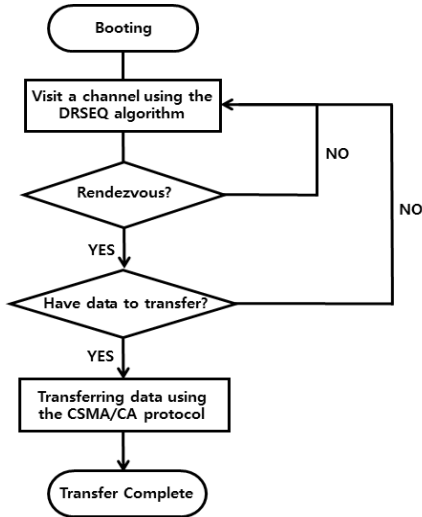 Booting
Visit a channel using the
DRSEQ algorithm
NO
Rendezvous?
NO
YES
Have data to transfer?
YES
Transferring data using
the CSMA/CA protocol
Transfer Complete